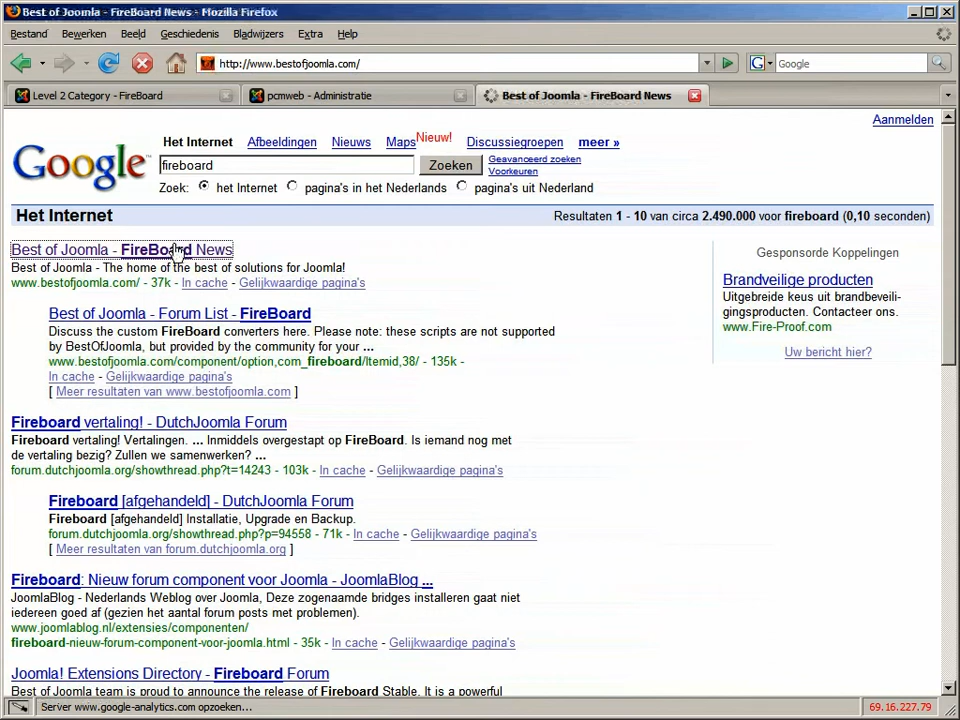 Best of Joomla - FireBoard News - Mozilla Firefox
Bestand Bewerken Beeld Geschiedenis Bladwijzers Extra Help
http://www.bestofjoomla.com/ G Google
Level 2 Category - FireBoard pcmweb - Administratie Best of Joomla - FireBoard News
Aanmelden
Het Internet Afbeeldingen Nieuws Maps Nieuw! Discussiegroepen meer »
Google™ fireboard Zoeken Geavanceerd zoeken
Voorkeuren
Zoek: het Internet pagina's in het Nederlands pagina's uit Nederland
Het Internet Resultaten 1 - 10 van circa 2.490.000 voor fireboard (0,10 seconden)
Best of Joomla - FireBoard News
Best of Joomla - The home of the best of solutions for Joomla!
www.bestofjoomla.com/ - 37k - In cache - Gelijkwaardige pagina's
Best of Joomla - Forum List - FireBoard
Discuss the custom FireBoard converters here. Please note: these scripts are not supported
by BestOfJoomla, but provided by the community for your ...
www.bestofjoomla.com/component/option,com_fireboard/Itemid,38/ - 135k -
In cache - Gelijkwaardige pagina's
[ Meer resultaten van www.bestofjoomla.com ]
Fireboard vertaling! - DutchJoomla Forum
Fireboard vertaling! Vertalingen. ... Inmiddels overgestapt op FireBoard. Is iemand nog met
de vertaling bezig? Zullen we samenwerken? ...
forum.dutchjoomla.org/showthread.php?t=14243 - 103k - In cache - Gelijkwaardige pagina's
Fireboard [afgehandeld] - DutchJoomla Forum
Fireboard [afgehandeld] Installatie, Upgrade en Backup.
forum.dutchjoomla.org/showthread.php?p=94558 - 71k - In cache - Gelijkwaardige pagina's
[ Meer resultaten van forum.dutchjoomla.org ]
Fireboard: Nieuw forum component voor Joomla - JoomlaBlog ...
JoomlaBlog - Nederlands Weblog over Joomla, Deze zogenaamde bridges installeren gaat niet
iedereen goed af (gezien het aantal forum posts met problemen).
www.joomlablog.nl/extensies/componenten/
fireboard-nieuw-forum-component-voor-joomla.html - 35k - In cache - Gelijkwaardige pagina's
Joomla! Extensions Directory - Fireboard Forum
Best of Joomla team is proud to announce the release of Fireboard Stable. It is a powerful
Gesponsorde Koppelingen
Brandveilige producten
Uitgebreide keus uit brandbeveili-
gingsproducten. Contacteer ons.
www.Fire-Proof.com
Uw bericht hier?
Server www.google-analytics.com opzoeken... 69.16.227.79